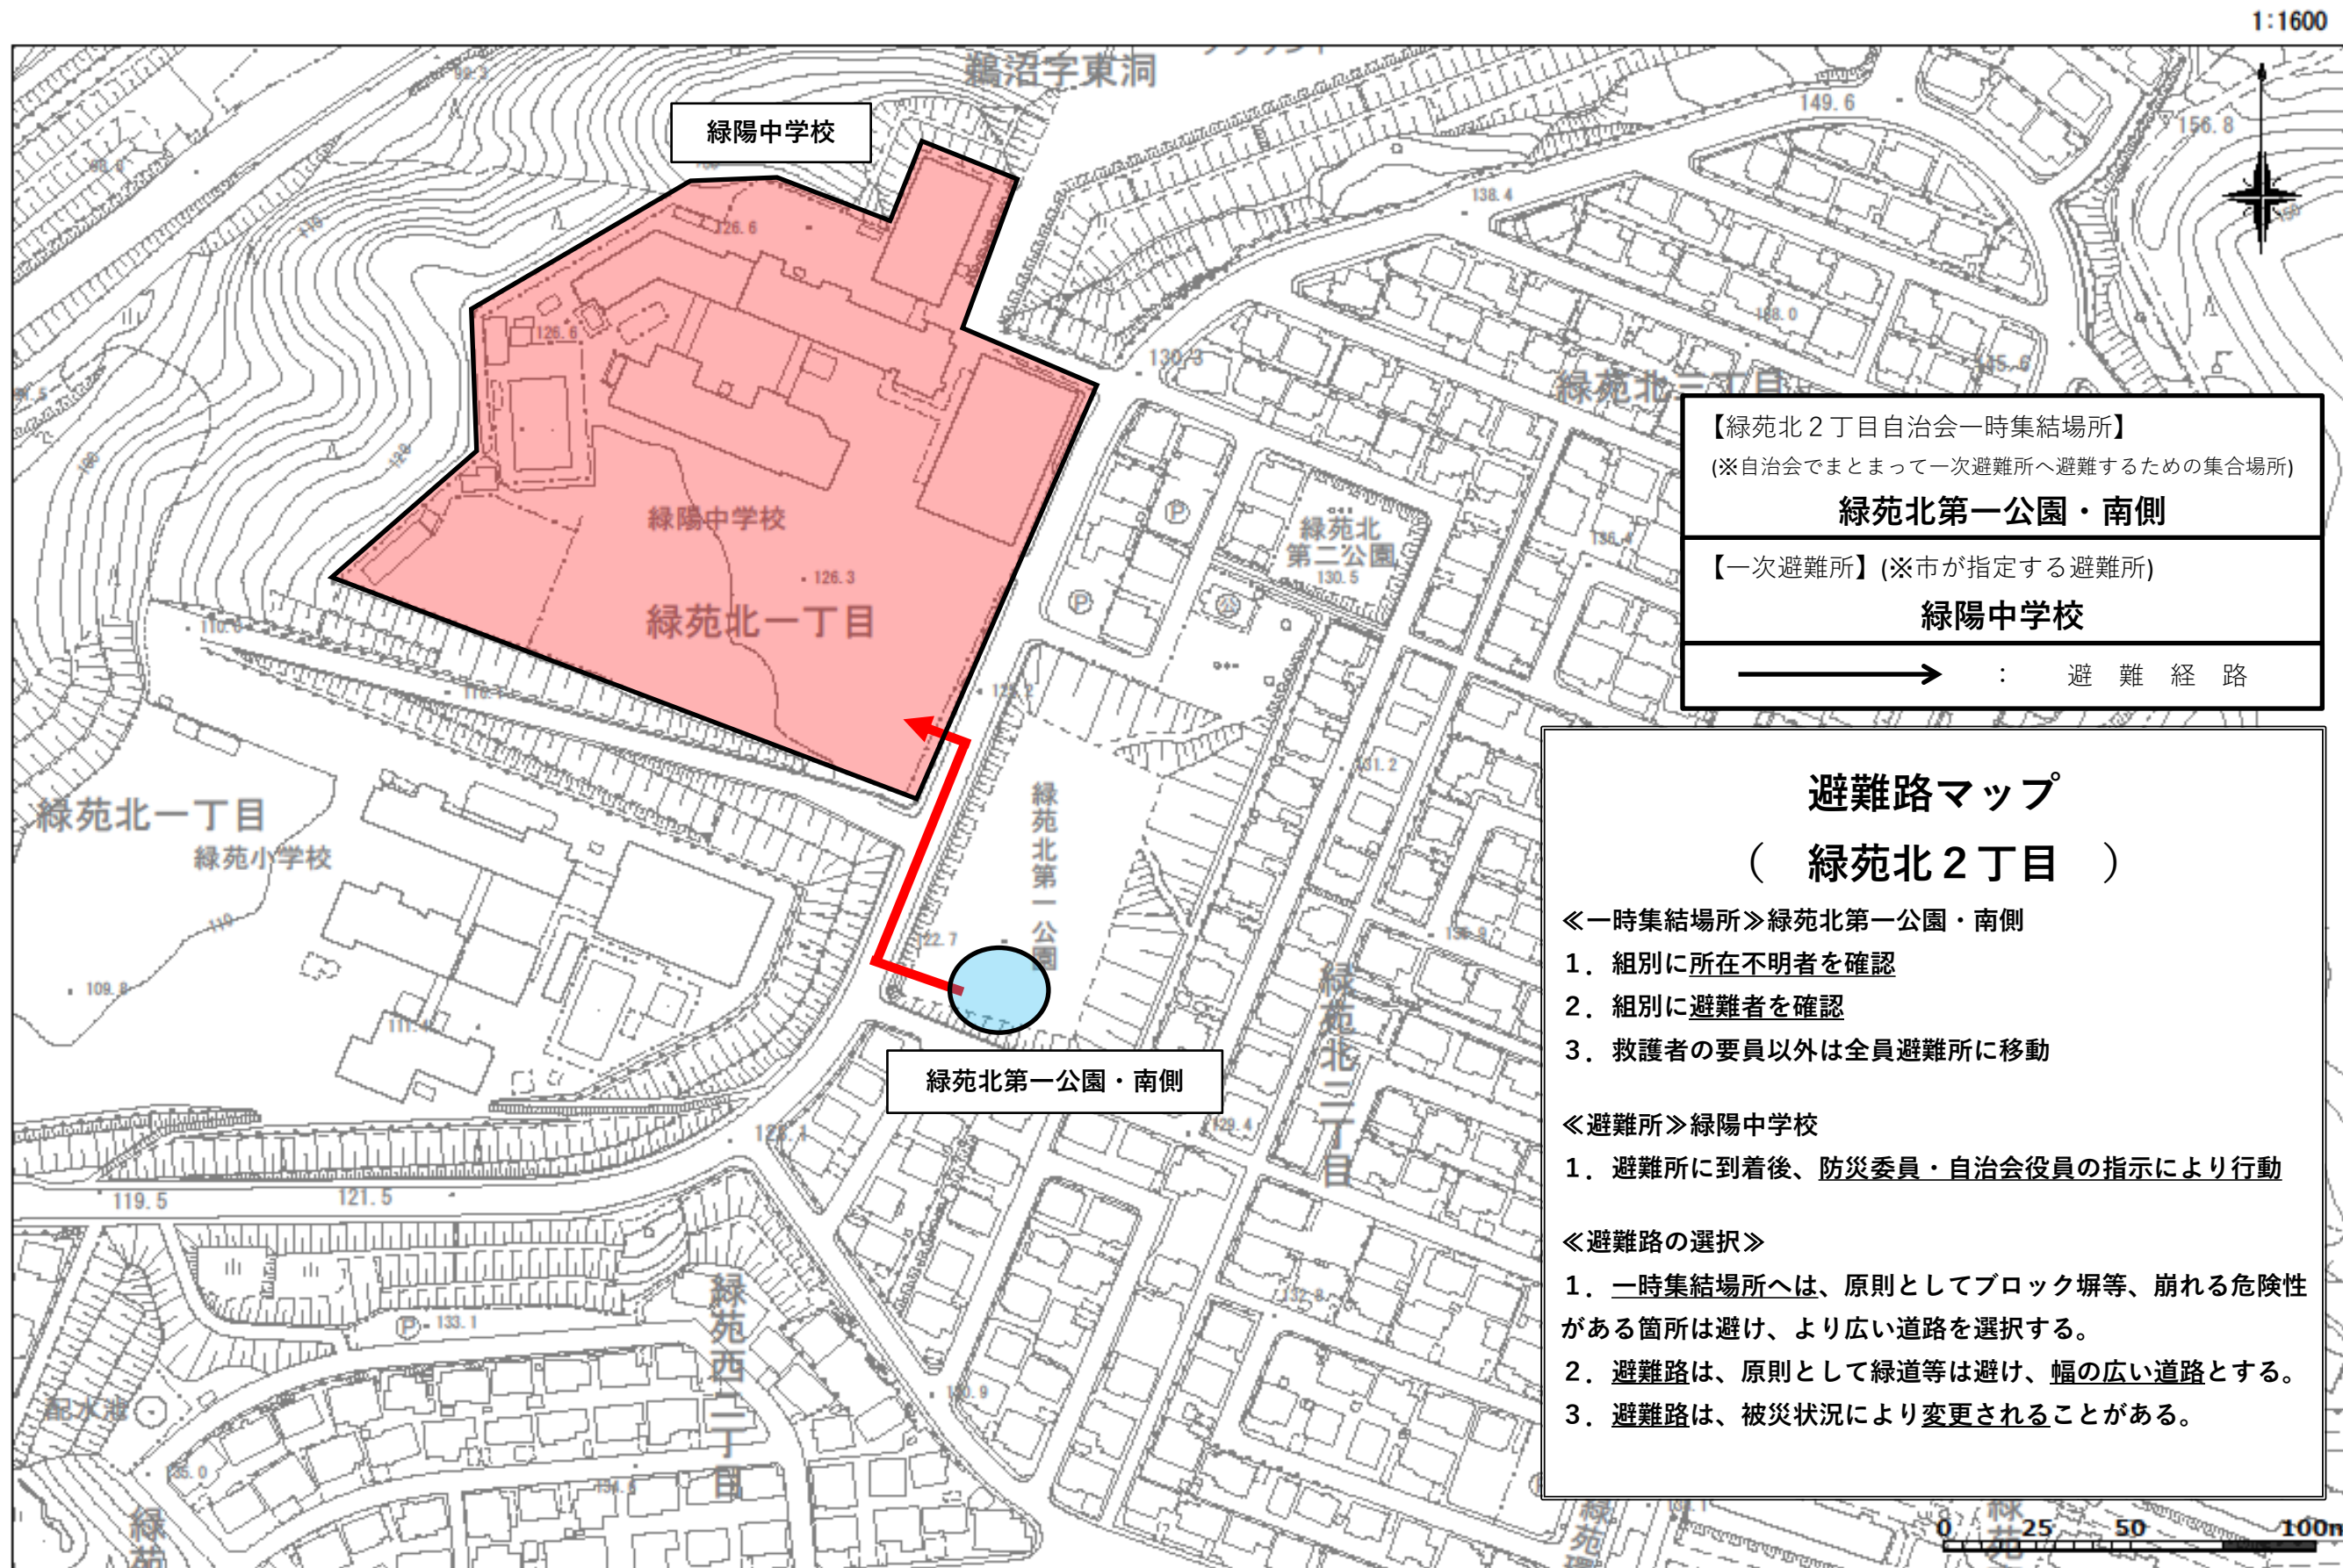 1:1600
鵜沼字東洞
緑陽中学校
149.6
156.8
138.4
126.6
126.6
138.0
130.3
145.6
緑苑北三丁目
【緑苑北２丁目自治会一時集結場所】
(※自治会でまとまって一次避難所へ避難するための集合場所)
緑苑北第一公園・南側
【一次避難所】(※市が指定する避難所)
緑陽中学校
： 避 難 経 路
緑陽中学校
126.3
緑苑北一丁目
P
P
緑苑北
第二公園
130.5
公
136.4
131.2
緑苑北一丁目
緑苑小学校
110
109.8
緑苑北第一公園
122.7
緑苑北第一公園・南側
緑苑北二丁目
129.4
119.5
121.5
P
133.1
緑苑西二丁目
配水池
132.8
緑苑
避難路マップ
（ 緑苑北２丁目 ）
≪一時集結場所≫緑苑北第一公園・南側
１．組別に所在不明者を確認
２．組別に避難者を確認
３．救護者の要員以外は全員避難所に移動
≪避難所≫緑陽中学校
１．避難所に到着後、防災委員・自治会役員の指示により行動
≪避難路の選択≫
１．一時集結場所へは、原則としてブロック塀等、崩れる危険性
がある箇所は避け、より広い道路を選択する。
２．避難路は、原則として緑道等は避け、幅の広い道路とする。
３．避難路は、被災状況により変更されることがある。
0 25 50 100m